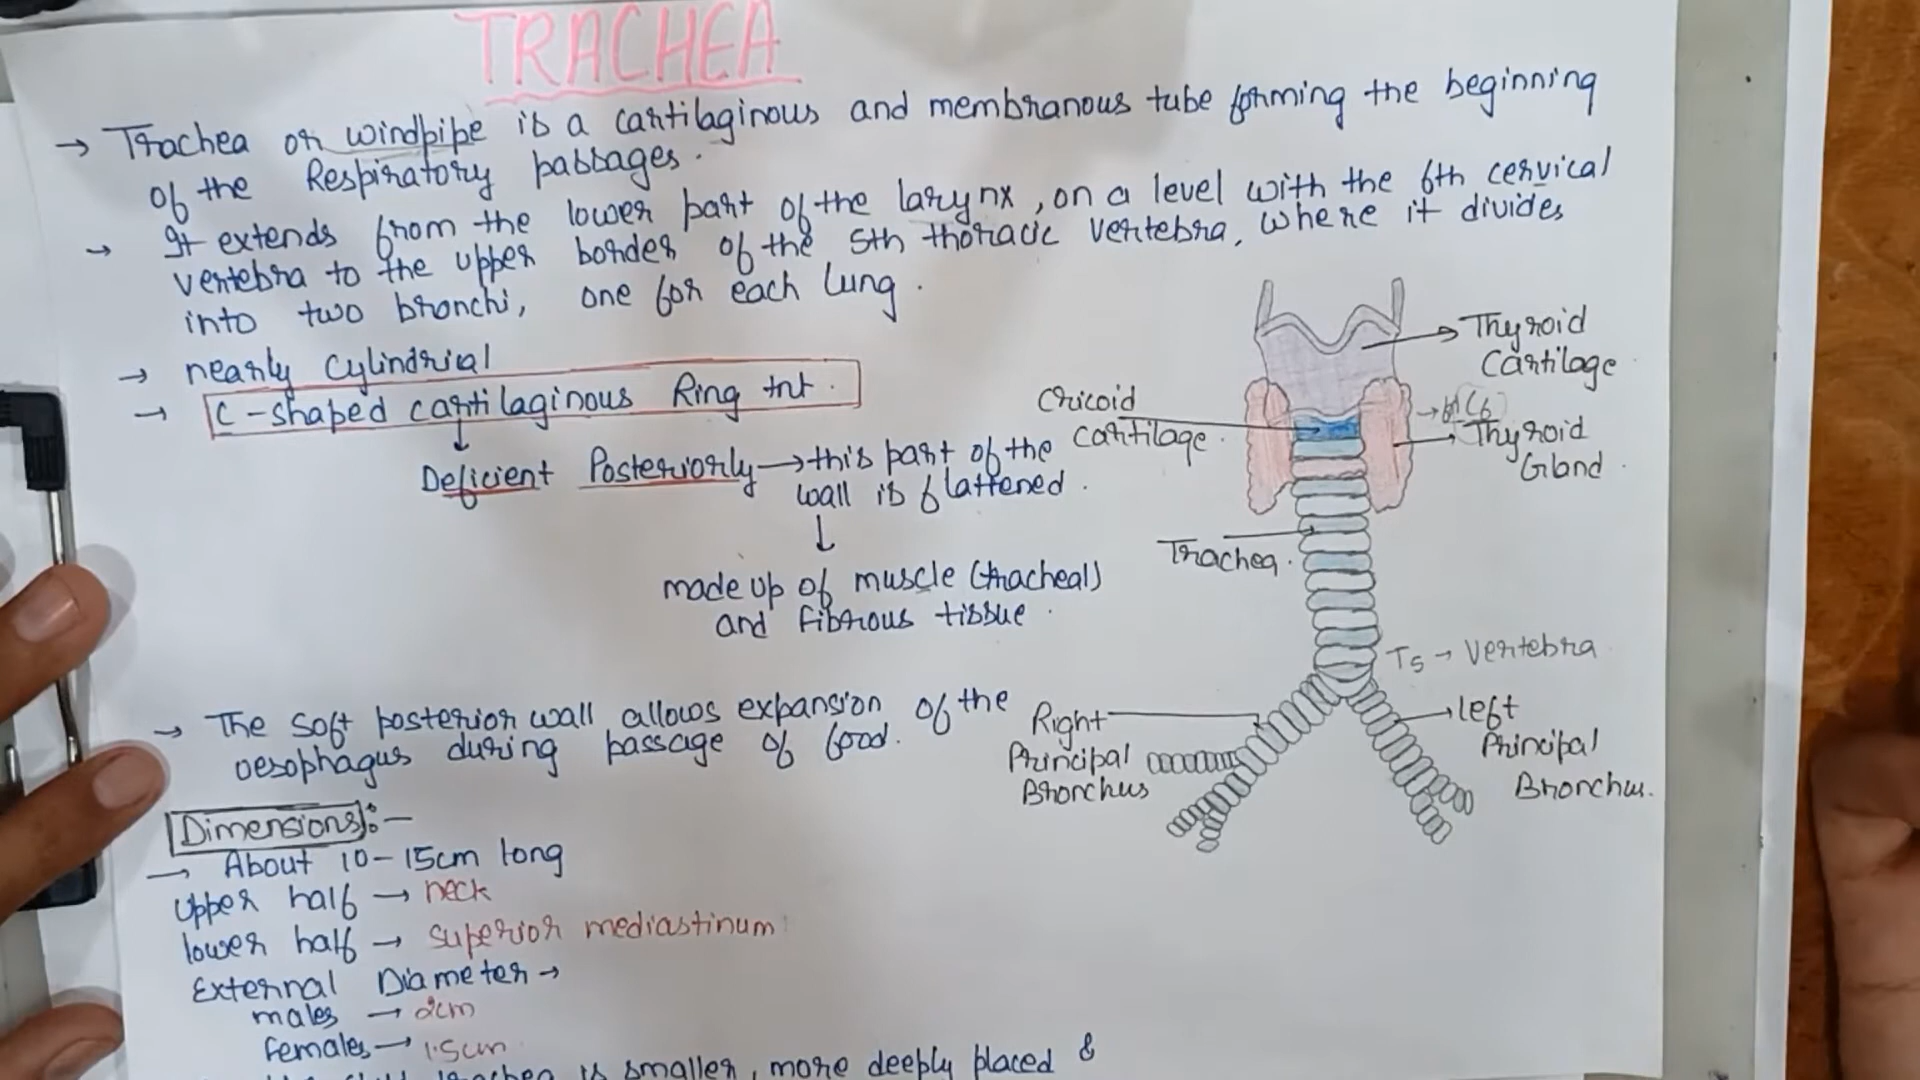 TRACHEA
→ Trachea or windpipe is a cartilaginous and membranous tube forming the beginning
of the Respiratory passages.
→ It extends from the lower part of the larynx, on a level with the 6th cervical
vertebra to the upper border of the 5th thoracic vertebra, where it divides
into two bronchi, one for each lung.
→ nearly Cylindrial
→ C-shaped cartilaginous Ring tnt.
↓
Deficient Posteriorly → this part of the
wall is flattened.
↓
made up of muscle (tracheal)
and fibrous tissue.
→ The soft posterior wall allows expansion of the
oesophagus during passage of food.
Dimensions:-
→ About 10-15cm long
Upper half → neck
lower half → superior mediastinum
External Diameter →
males → 2cm
females → 1.5cm
trachea is smaller, more deeply placed &
Thyroid
Cartilage
Cricoid
Cartilage.
→ (C6)
Thyroid
Gland.
Trachea.
T5 → Vertebra
Right
Principal
Bronchus
left
Principal
Bronchus.